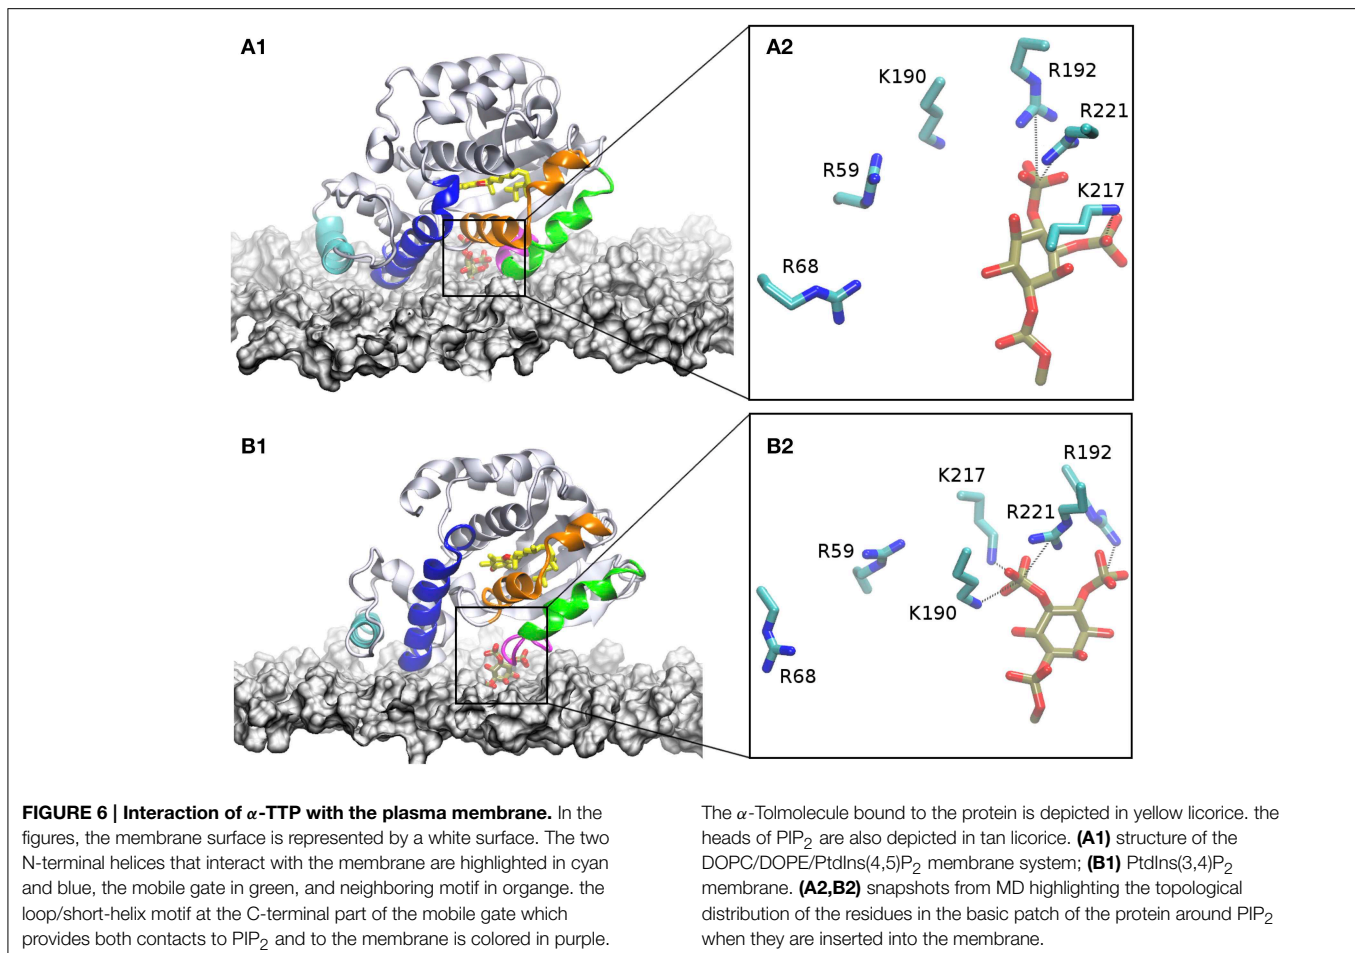 A1
A2
R192
K190
R221
R59
K217
R68
B1
B2
R192
K217
R221
R59
K190
R68
FIGURE 6 | Interaction of α-TTP with the plasma membrane. In the
figures, the membrane surface is represented by a white surface. The two
N-terminal helices that interact with the membrane are highlighted in cyan
and blue, the mobile gate in green, and neighboring motif in organge. the
loop/short-helix motif at the C-terminal part of the mobile gate which
provides both contacts to PIP₂ and to the membrane is colored in purple.
The α-Tolmolecule bound to the protein is depicted in yellow licorice. the
heads of PIP₂ are also depicted in tan licorice. (A1) structure of the
DOPC/DOPE/PtdIns(4,5)P₂ membrane system; (B1) PtdIns(3,4)P₂
membrane. (A2,B2) snapshots from MD highlighting the topological
distribution of the residues in the basic patch of the protein around PIP₂
when they are inserted into the membrane.